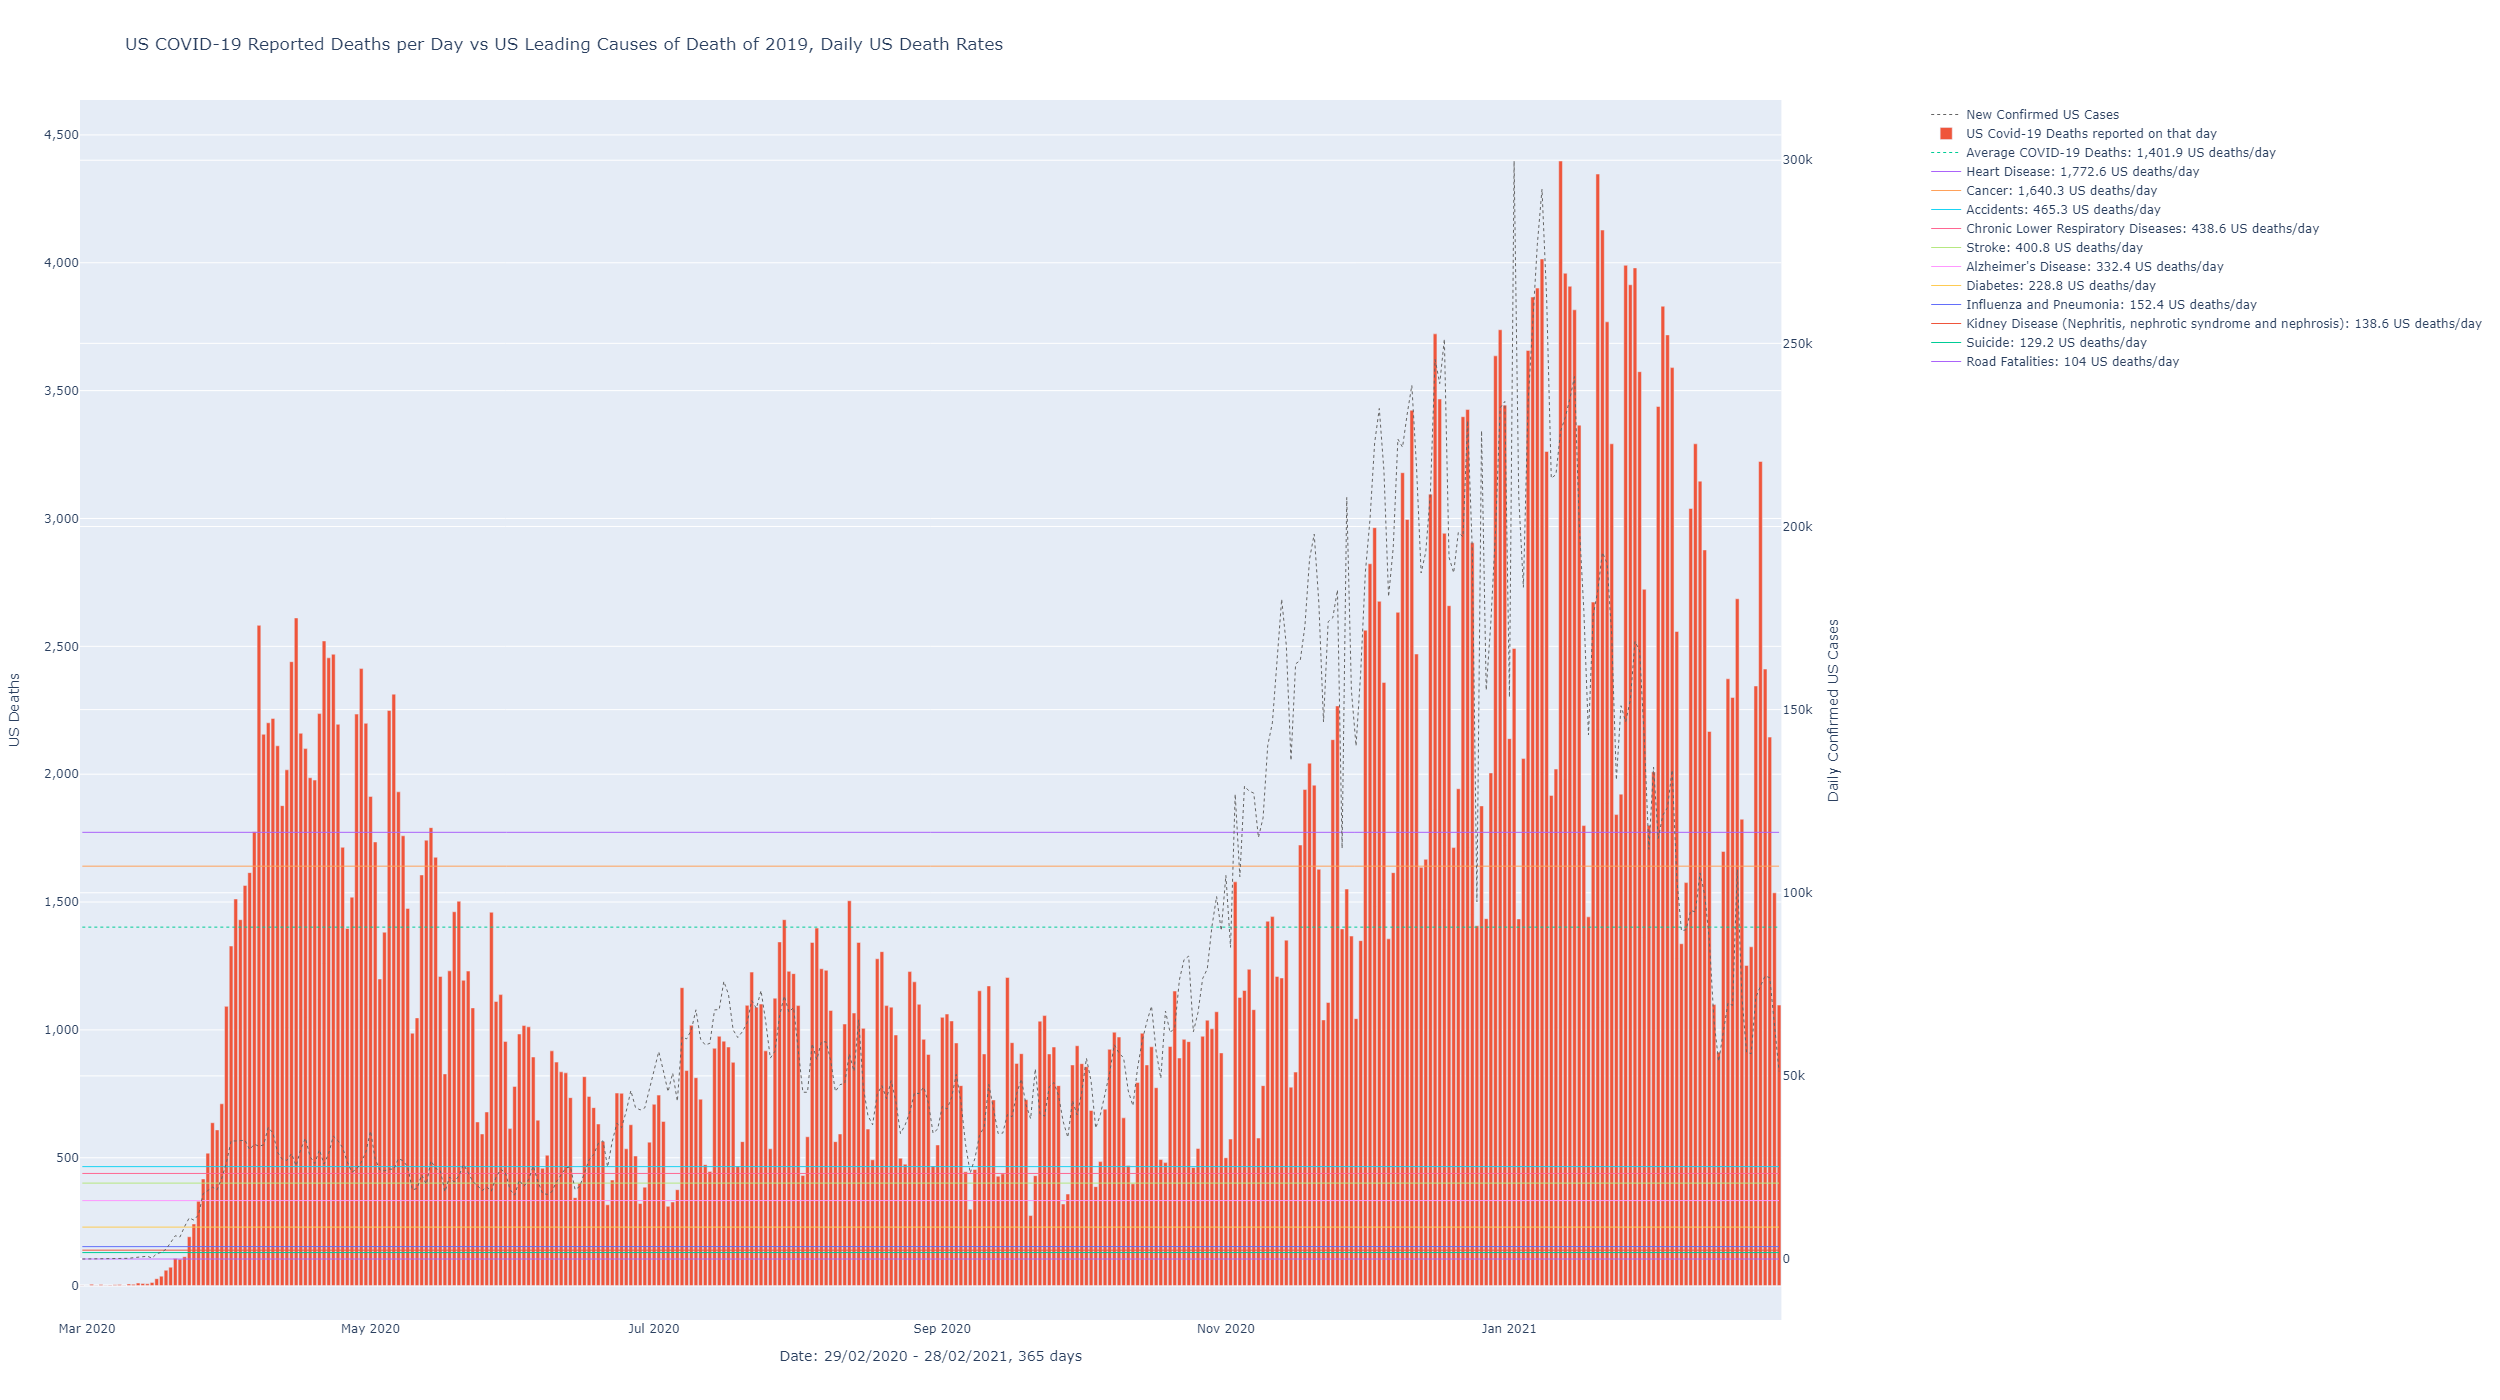 US COVID-19 Reported Deaths per Day vs US Leading Causes of Death of 2019, Daily US Death Rates
4,500
4,000
3,500
3,000
2,500
2,000
1,500
1,000
500
0
US Deaths
300k
250k
200k
150k
100k
50k
0
Daily Confirmed US Cases
Mar 2020
May 2020
Jul 2020
Sep 2020
Nov 2020
Jan 2021
Date: 29/02/2020 - 28/02/2021, 365 days
New Confirmed US Cases
US Covid-19 Deaths reported on that day
Average COVID-19 Deaths: 1,401.9 US deaths/day
Heart Disease: 1,772.6 US deaths/day
Cancer: 1,640.3 US deaths/day
Accidents: 465.3 US deaths/day
Chronic Lower Respiratory Diseases: 438.6 US deaths/day
Stroke: 400.8 US deaths/day
Alzheimer's Disease: 332.4 US deaths/day
Diabetes: 228.8 US deaths/day
Influenza and Pneumonia: 152.4 US deaths/day
Kidney Disease (Nephritis, nephrotic syndrome and nephrosis): 138.6 US deaths/day
Suicide: 129.2 US deaths/day
Road Fatalities: 104 US deaths/day